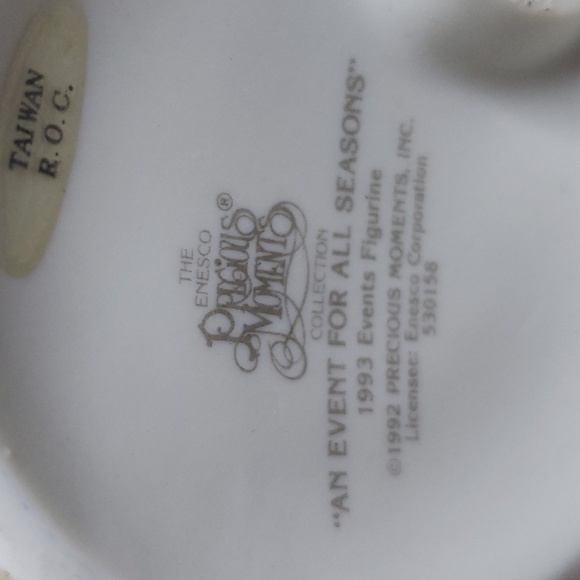 TAIWAN
R. O. C.
THE
ENESCO
PRECIOUS
MOMENTS®
COLLECTION
"AN EVENT FOR ALL SEASONS"
1993 Events Figurine
©1992 PRECIOUS MOMENTS, INC.
Licensee: Enesco Corporation
530158